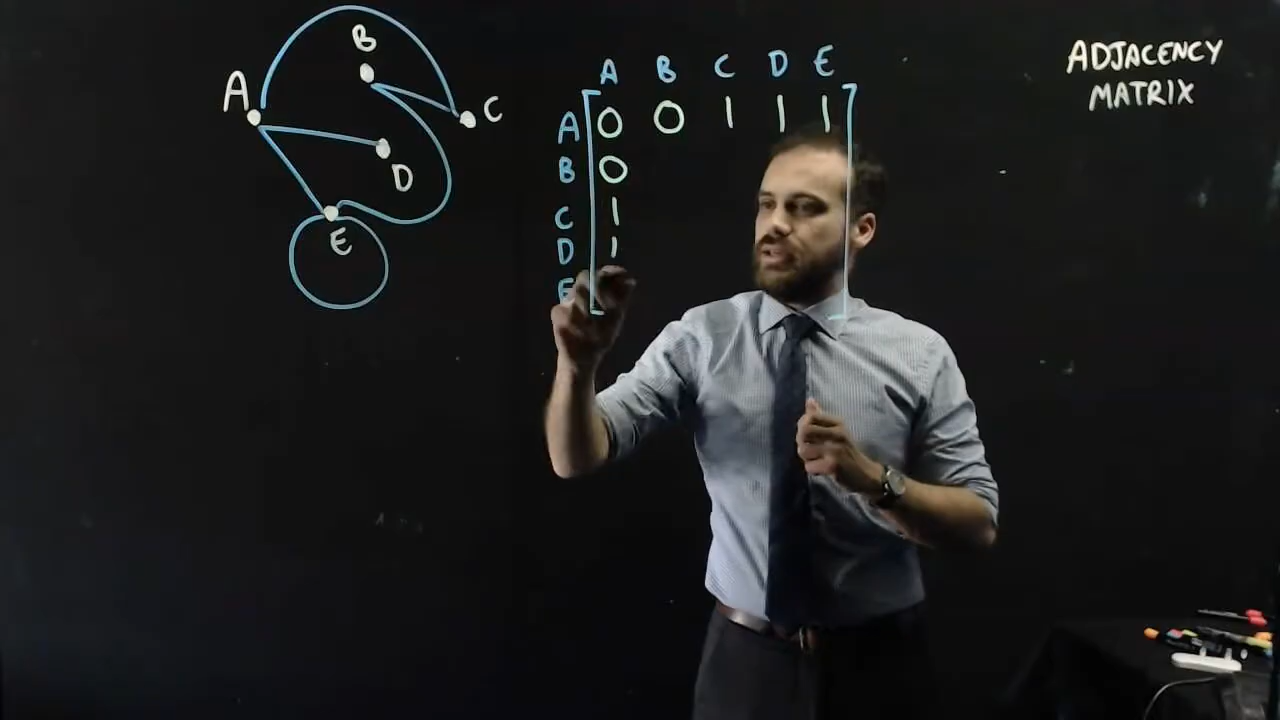 ADJACENCY
MATRIX
B
A
C
D
E
A B C D E
A 0 0 1 1 1
B 0
C 1
D 1
E